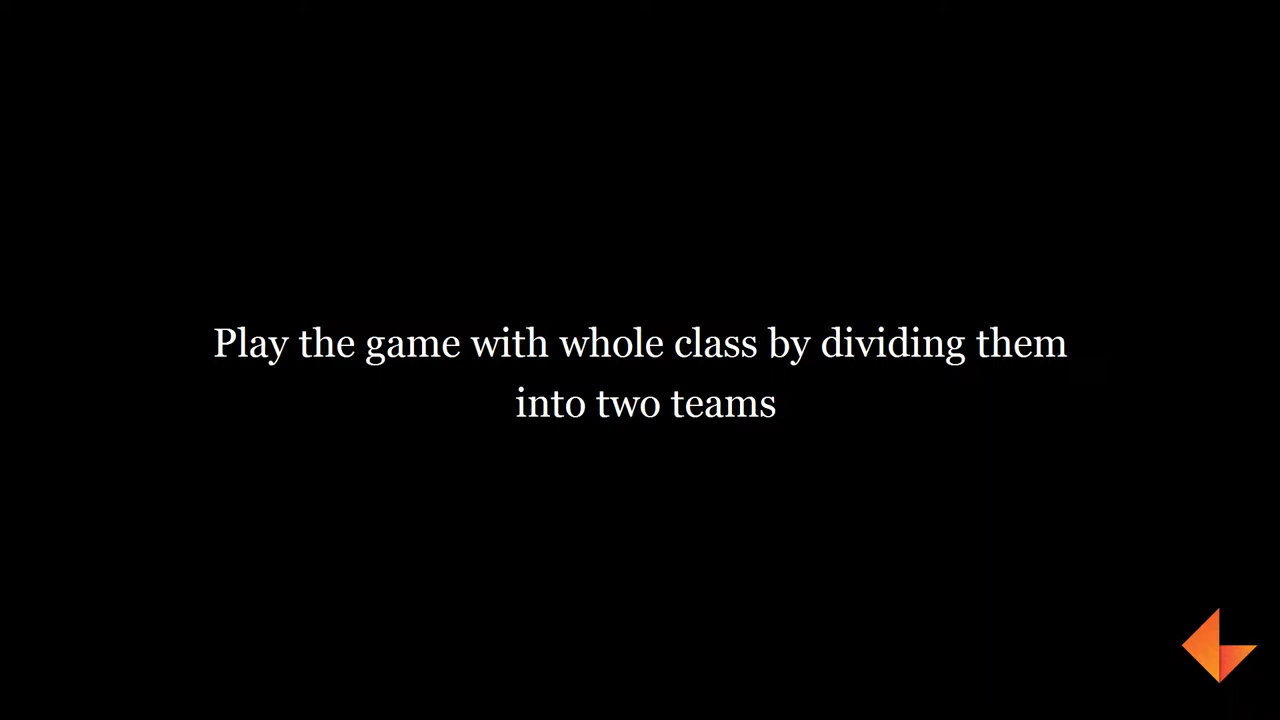 Play the game with whole class by dividing them
into two teams